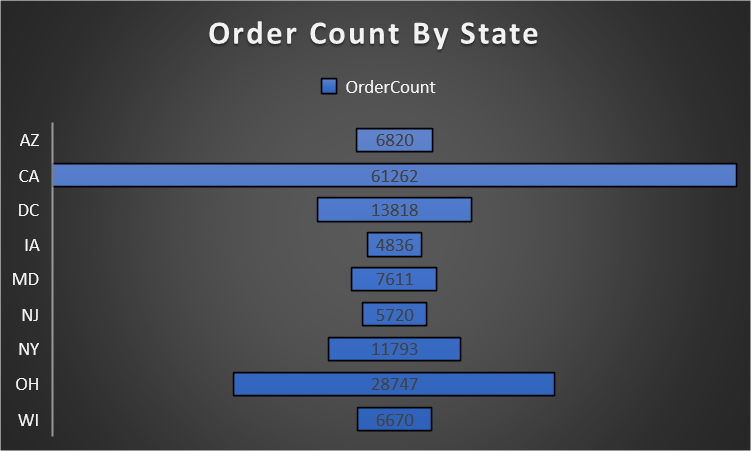 Order Count By State
OrderCount
AZ 6820
CA 61262
DC 13818
IA 4836
MD 7611
NJ 5720
NY 11793
OH 28747
WI 6670